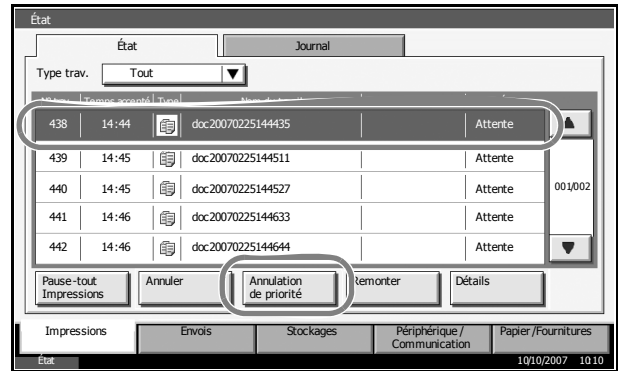 État
État Journal
Type trav. Tout
438 14:44 doc20070225144435 Attente
439 14:45 doc20070225144511 Attente
440 14:45 doc20070225144527 Attente 001/002
441 14:46 doc20070225144633 Attente
442 14:46 doc20070225144644 Attente
Pause-tout
Impressions
Annuler
Annulation
de priorité
Remonter
Détails
Impressions
Envois
Stockages
Périphérique/
Communication
Papier/Fournitures
État 10/10/2007 10:10